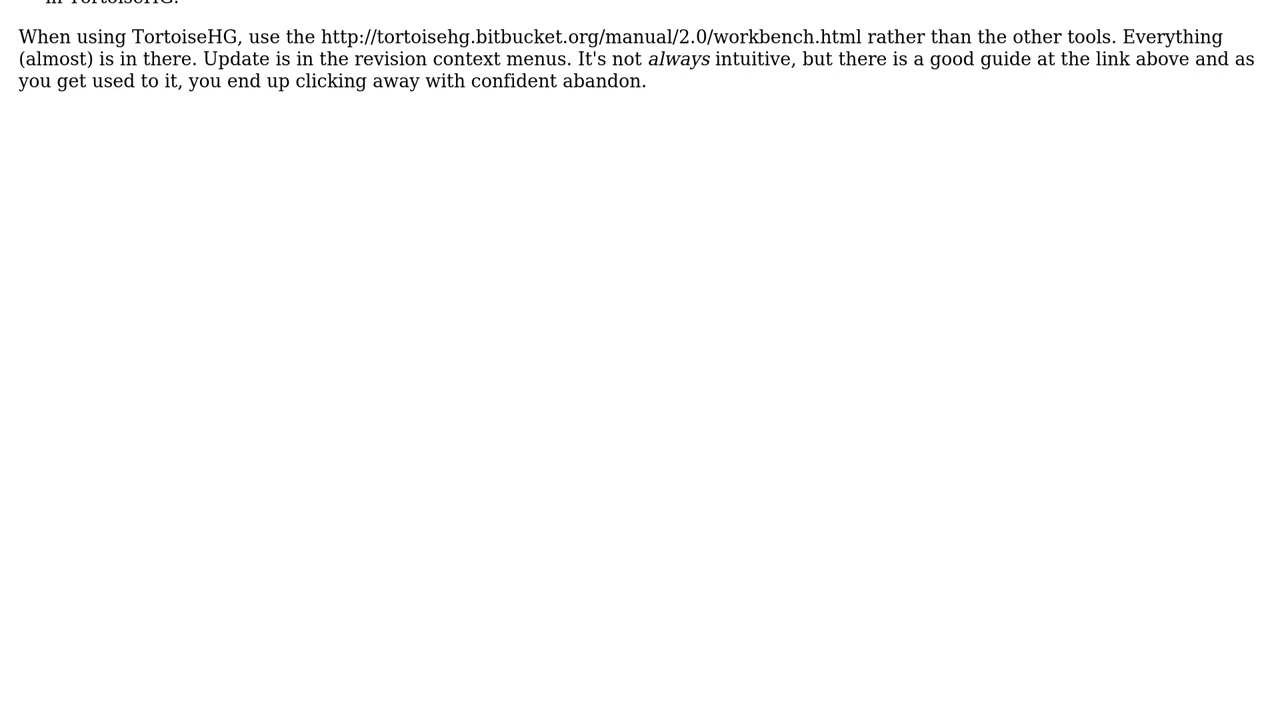 in TortoiseHG.
When using TortoiseHG, use the http://tortoisehg.bitbucket.org/manual/2.0/workbench.html rather than the other tools. Everything
(almost) is in there. Update is in the revision context menus. It's not always intuitive, but there is a good guide at the link above and as
you get used to it, you end up clicking away with confident abandon.